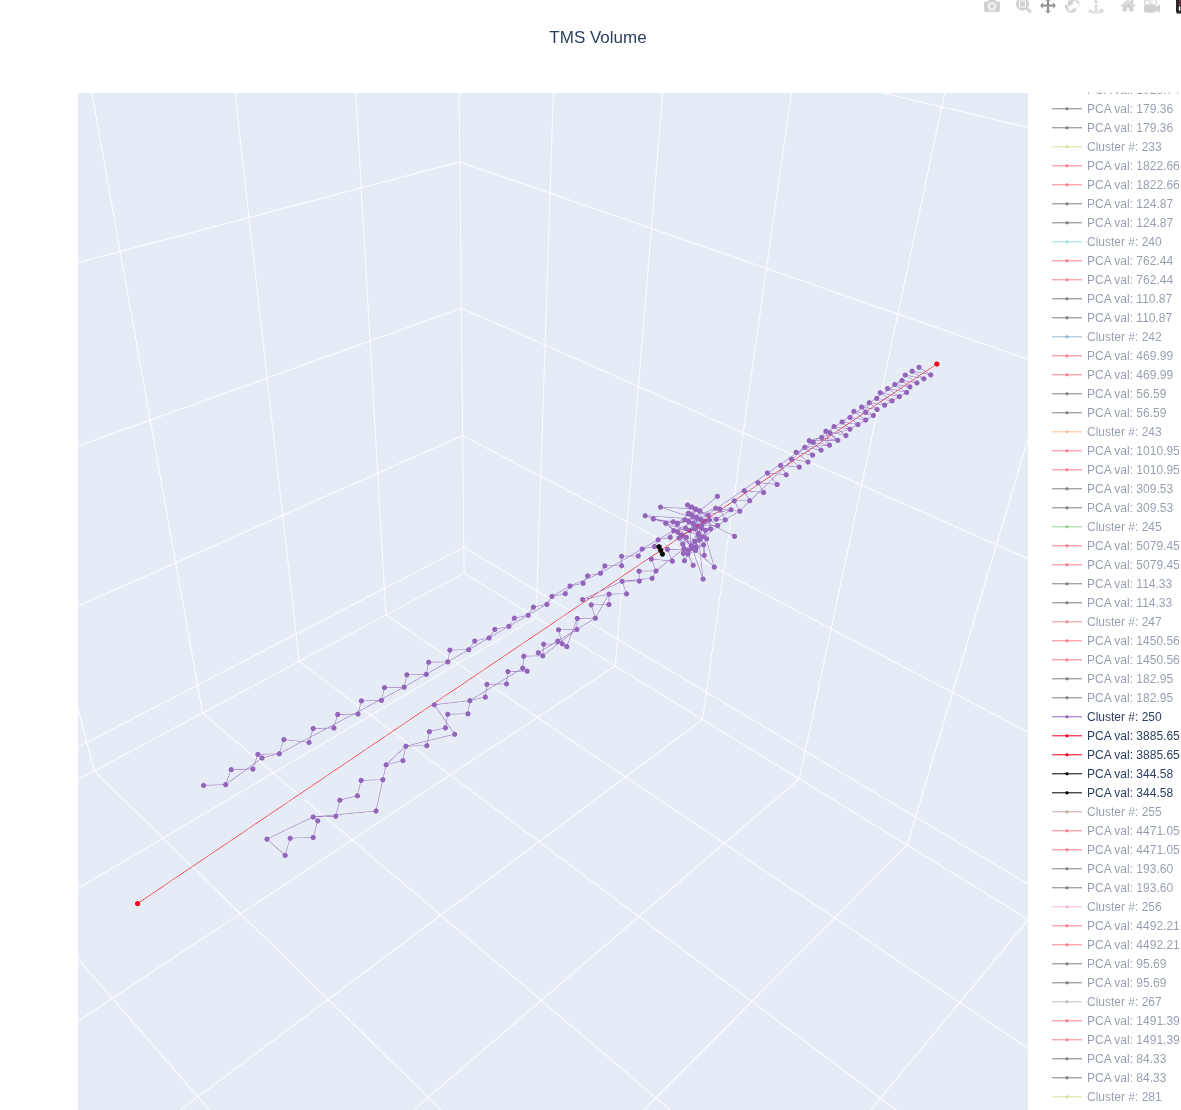 TMS Volume
PCA val: 179.36
PCA val: 179.36
Cluster #: 233
PCA val: 1822.66
PCA val: 1822.66
PCA val: 124.87
PCA val: 124.87
Cluster #: 240
PCA val: 762.44
PCA val: 762.44
PCA val: 110.87
PCA val: 110.87
Cluster #: 242
PCA val: 469.99
PCA val: 469.99
PCA val: 56.59
PCA val: 56.59
Cluster #: 243
PCA val: 1010.95
PCA val: 1010.95
PCA val: 309.53
PCA val: 309.53
Cluster #: 245
PCA val: 5079.45
PCA val: 5079.45
PCA val: 114.33
PCA val: 114.33
Cluster #: 247
PCA val: 1450.56
PCA val: 1450.56
PCA val: 182.95
PCA val: 182.95
Cluster #: 250
PCA val: 3885.65
PCA val: 3885.65
PCA val: 344.58
PCA val: 344.58
Cluster #: 255
PCA val: 4471.05
PCA val: 4471.05
PCA val: 193.60
PCA val: 193.60
Cluster #: 256
PCA val: 4492.21
PCA val: 4492.21
PCA val: 95.69
PCA val: 95.69
Cluster #: 267
PCA val: 1491.39
PCA val: 1491.39
PCA val: 84.33
PCA val: 84.33
Cluster #: 281